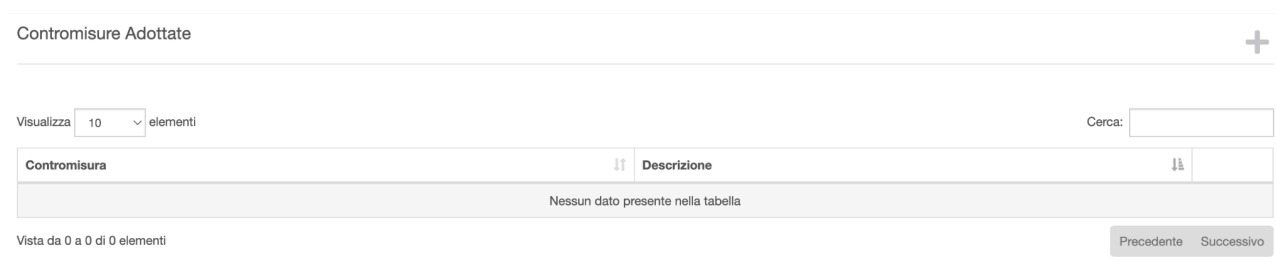 Contromisure Adottate
Visualizza 10 elementi
Cerca:
Contromisura Descrizione
Nessun dato presente nella tabella
Vista da 0 a 0 di 0 elementi
Precedente Successivo